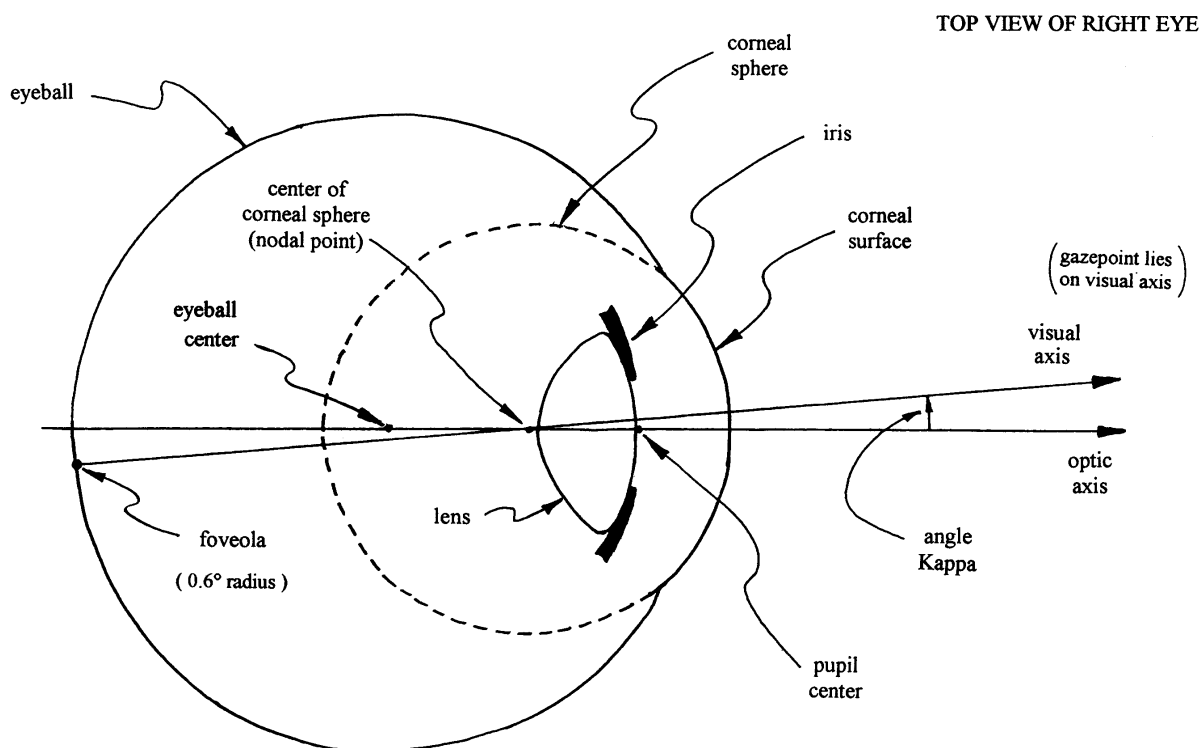 TOP VIEW OF RIGHT EYE
corneal
sphere
eyeball
iris
center of
corneal sphere
(nodal point)
corneal
surface
(gazepoint lies
on visual axis)
eyeball
center
visual
axis
optic
axis
lens
foveola
( 0.6° radius )
angle
Kappa
pupil
center